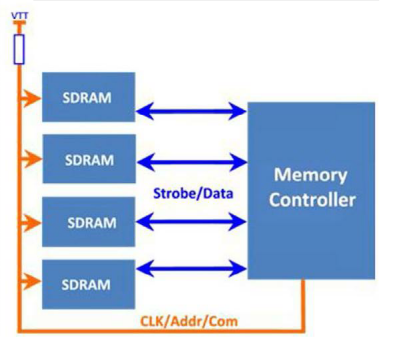 VTT
SDRAM
SDRAM
Strobe/Data
Memory
Controller
SDRAM
SDRAM
CLK/Addr/Com